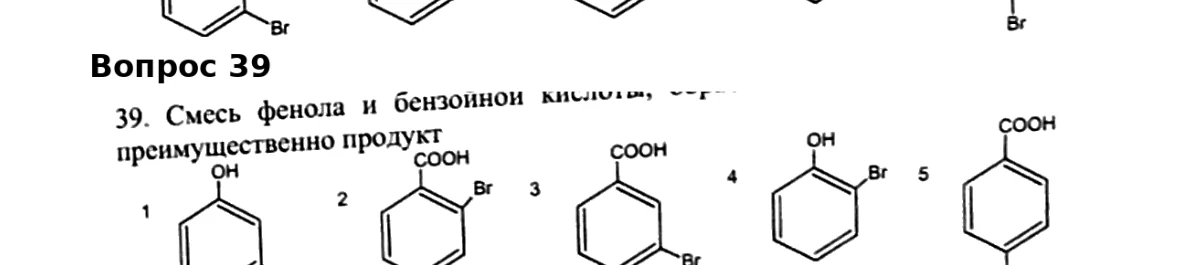 Br
Br
Вопрос 39
39. Смесь фенола и бензойной кислоты,
преимущественно продукт
OH
COOH
COOH
OH
COOH
1
2
Br
3
Br
4
Br
5